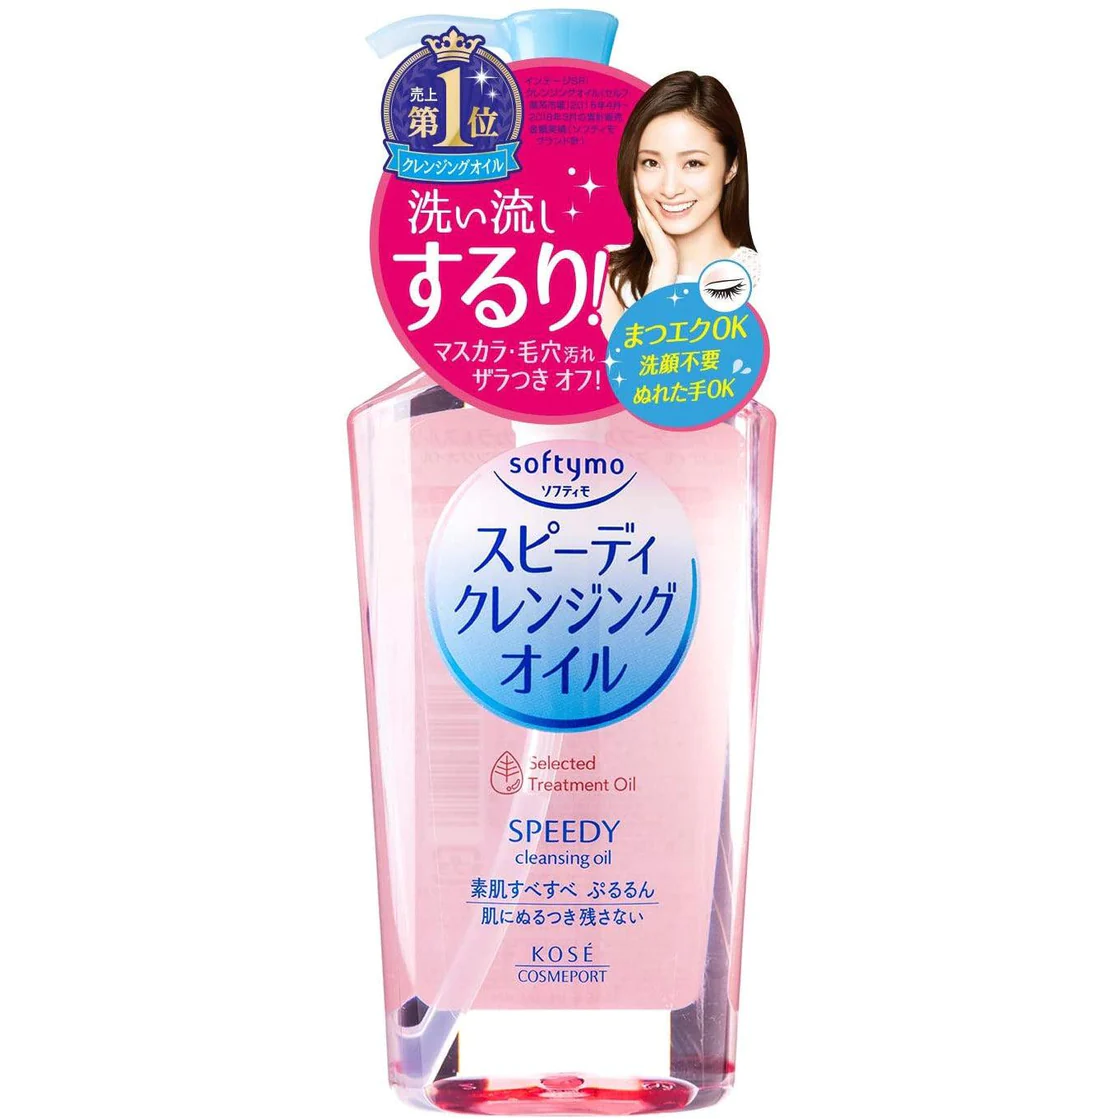 売上
第1位
クレンジングオイル
洗い流し
するり!
マスカラ・毛穴汚れ
ザラつきオフ!
まつエクOK
洗顔不要
ぬれた手OK
softymo
ソフティモ
スピーディ
クレンジング
オイル
Selected
Treatment Oil
SPEEDY
cleansing oil
素肌すべすべ ぷるるん
肌にぬるつき残さない
KOSÉ
COSMEPORT